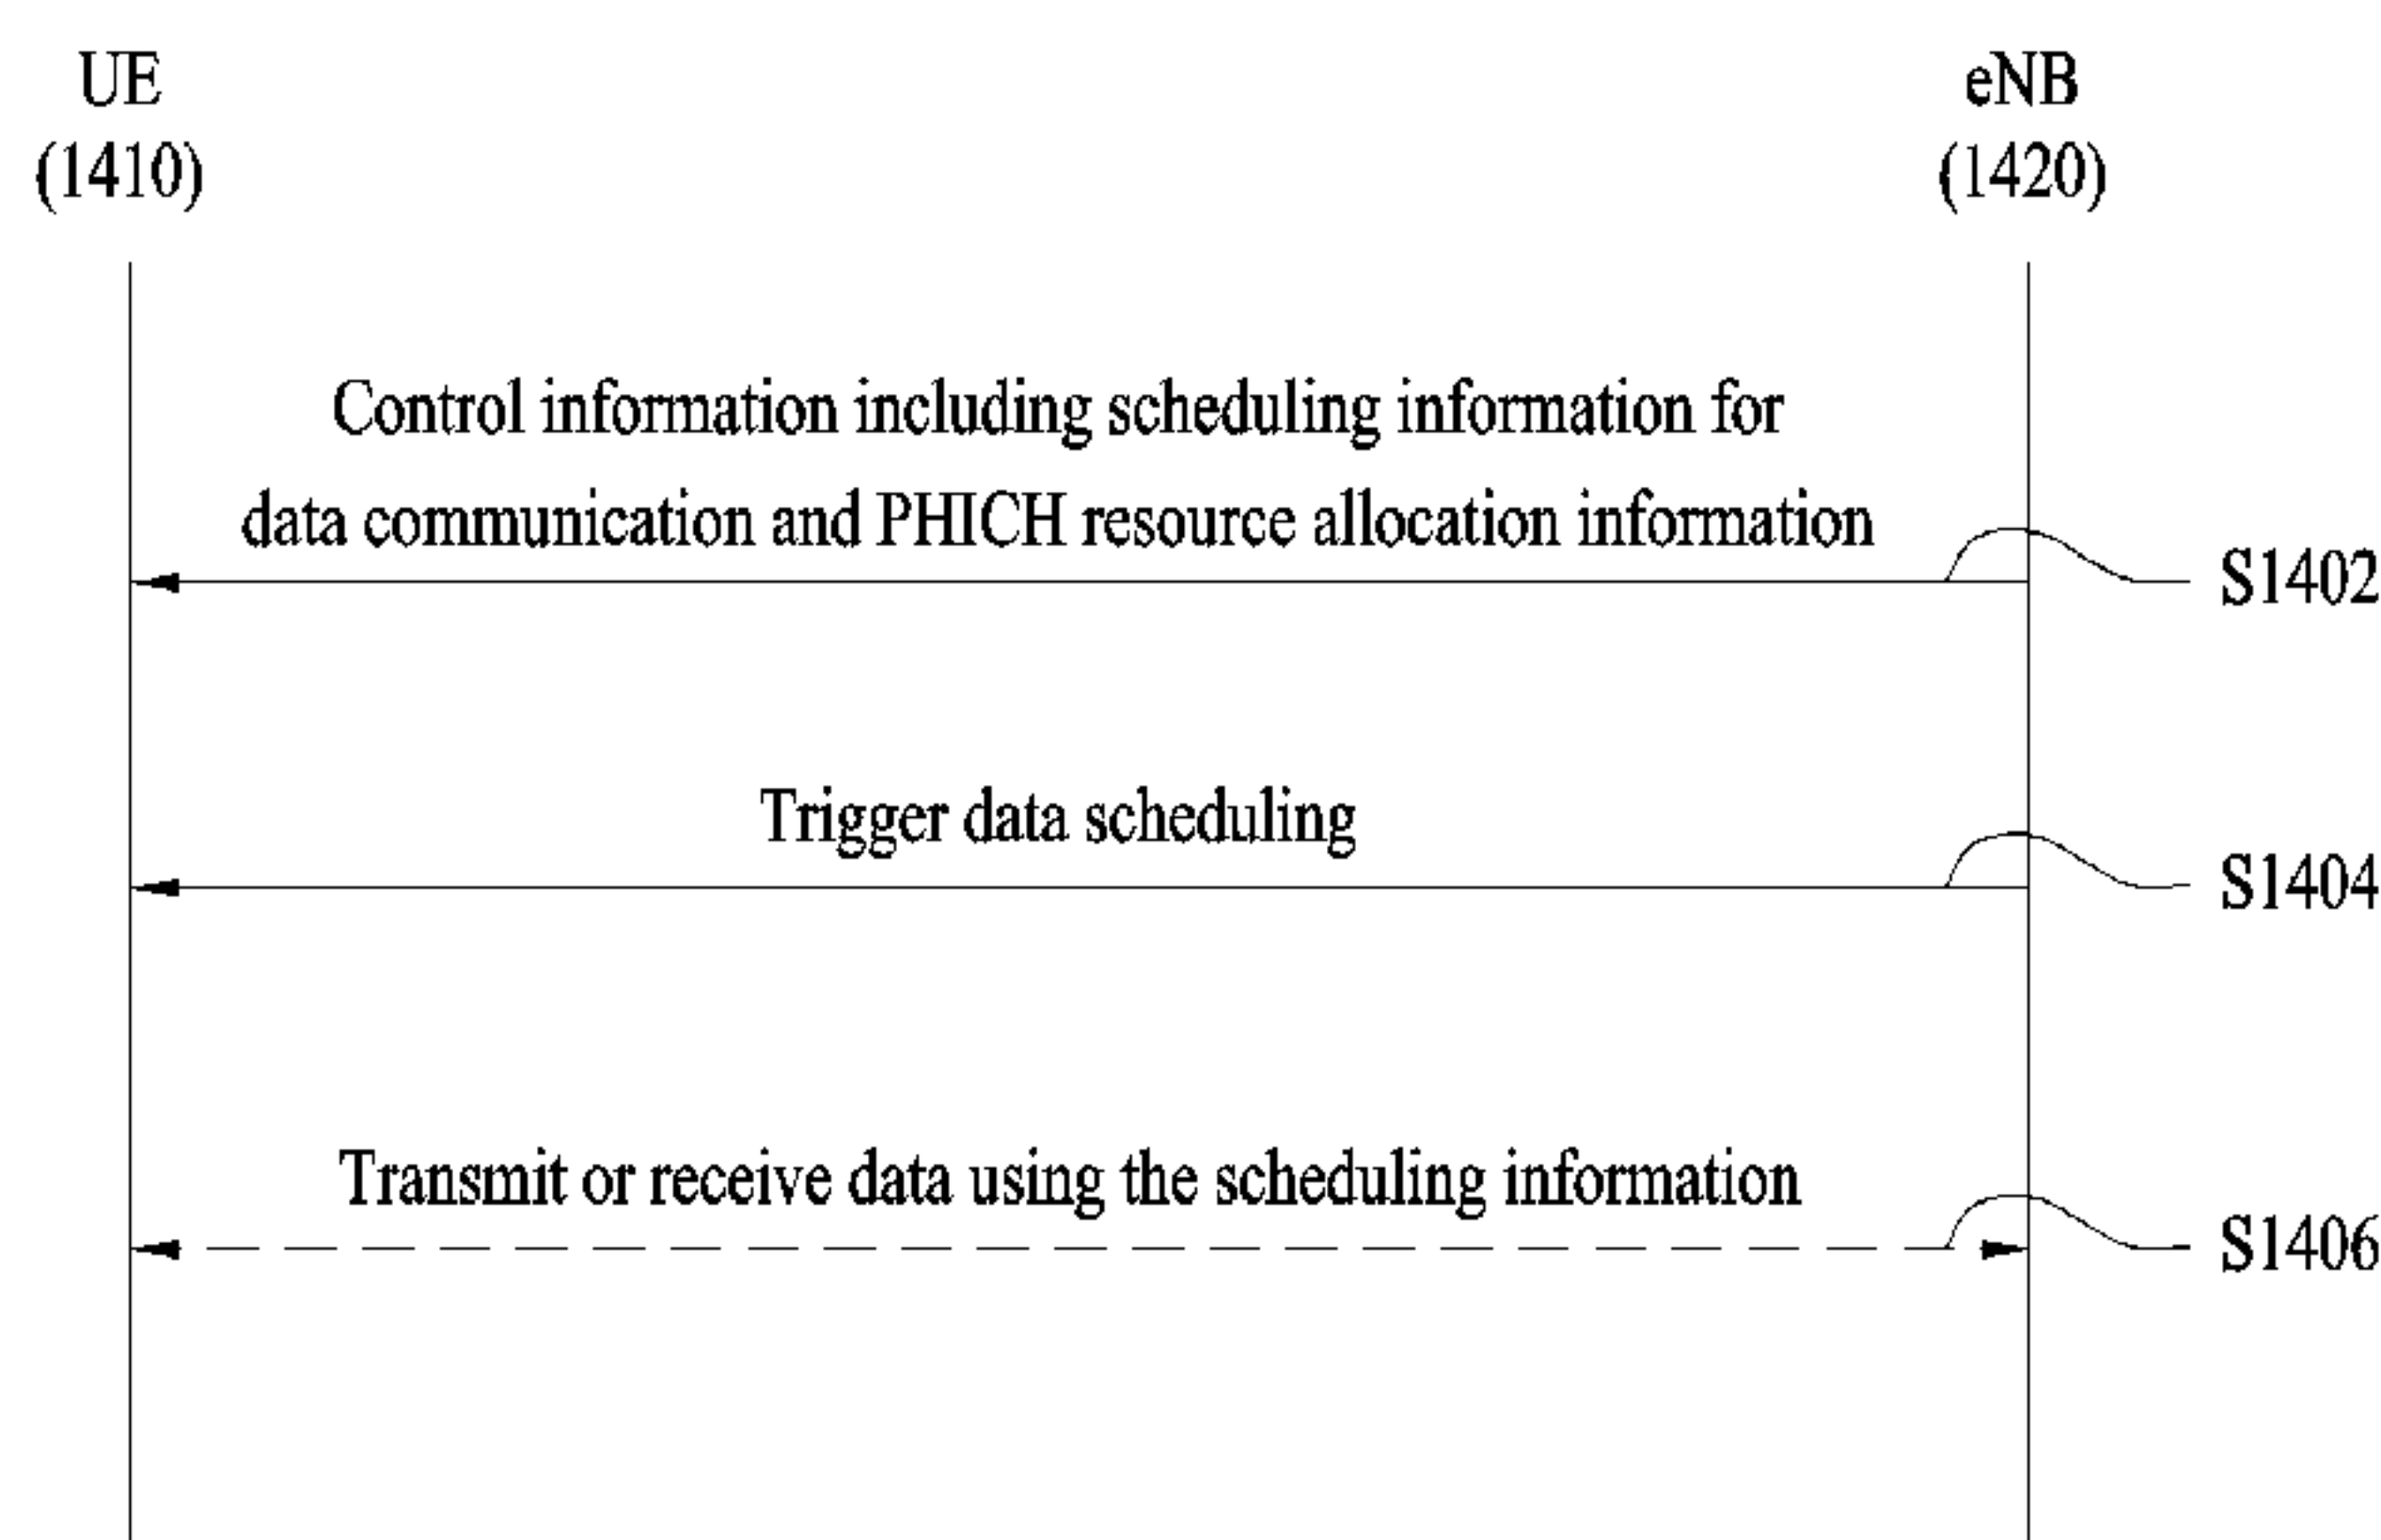 UE
(1410)
eNB
(1420)
Control information including scheduling information for
data communication and PHICH resource allocation information
S1402
Trigger data scheduling
S1404
Transmit or receive data using the scheduling information
S1406